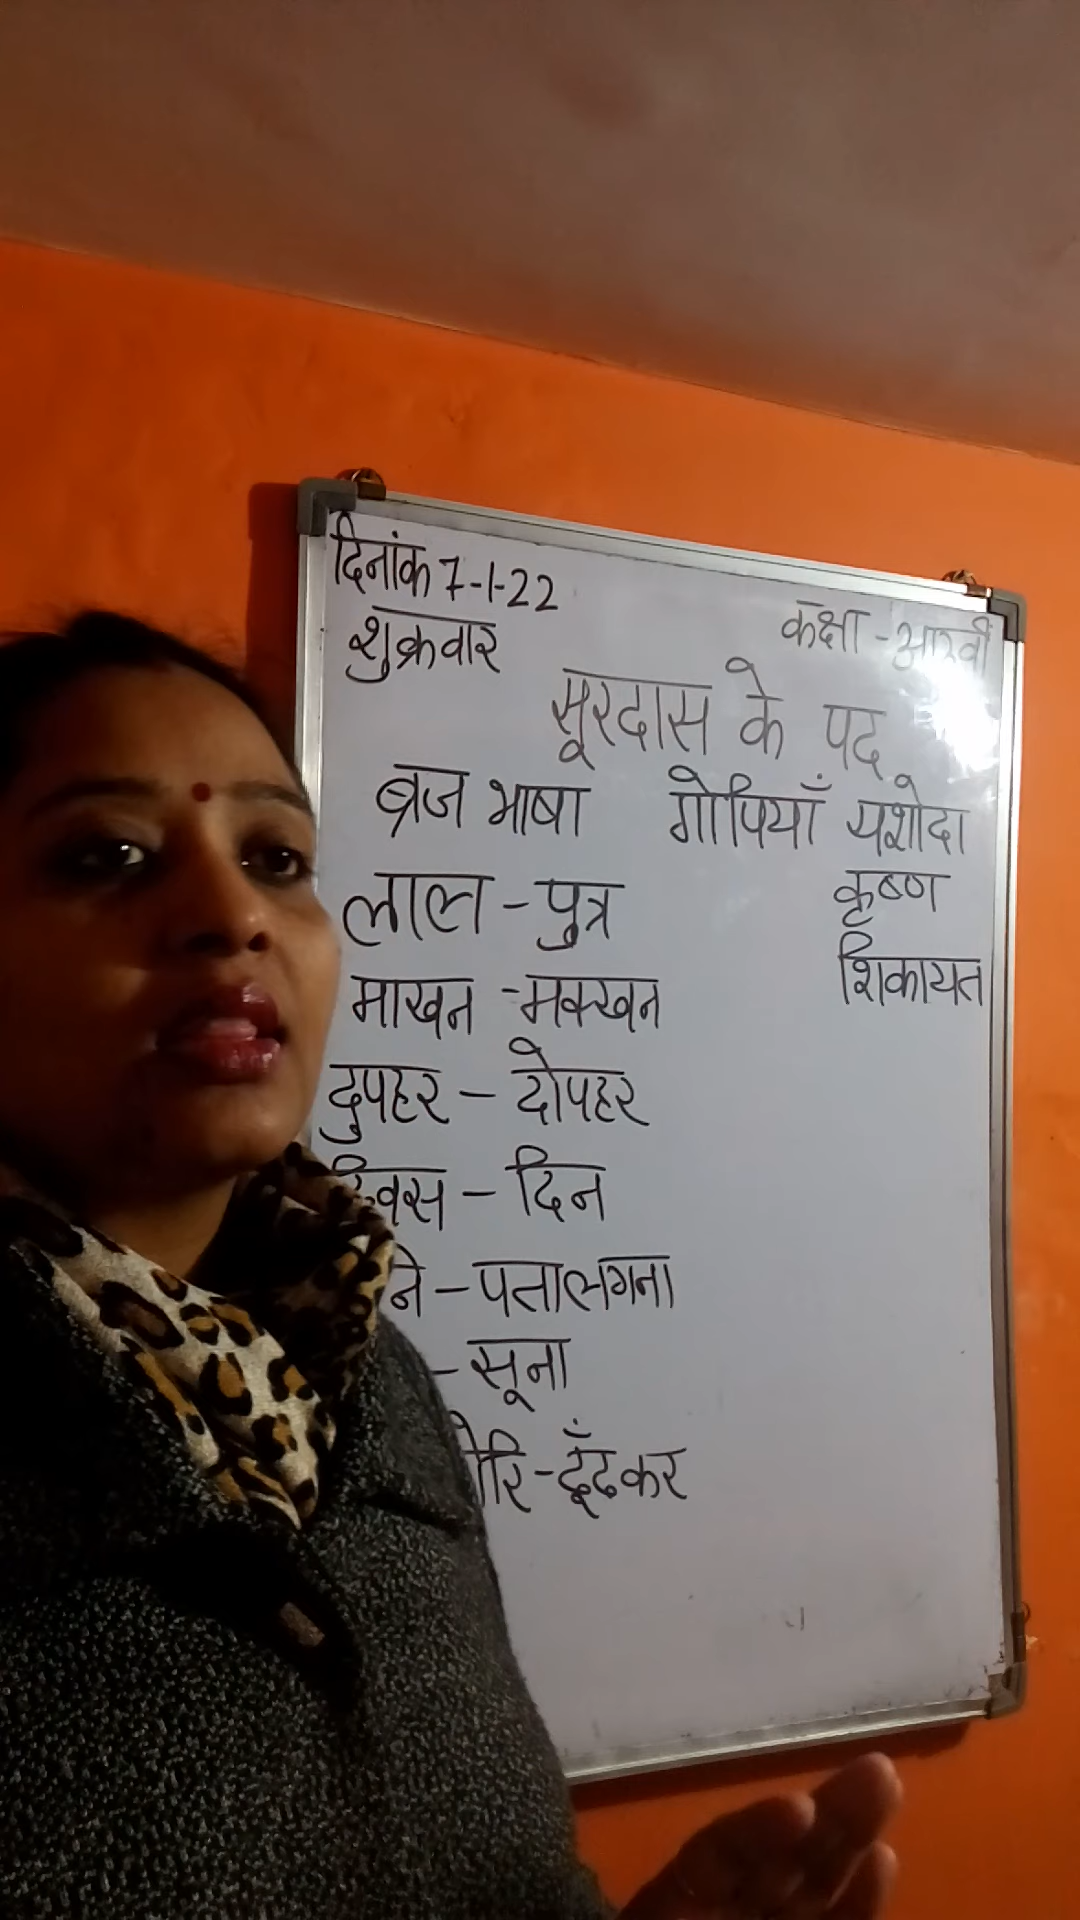 दिनांक 7-1-22
कक्षा - आठवीं
शुक्रवार
सूरदास के पद
ब्रज भाषा गोपियाँ यशोदा
लाल - पुत्र कृष्ण
माखन - मक्खन शिकायत
दुपहर - दोपहर
दिवस - दिन
- पता लगना
- सूना
- ढूँढकर